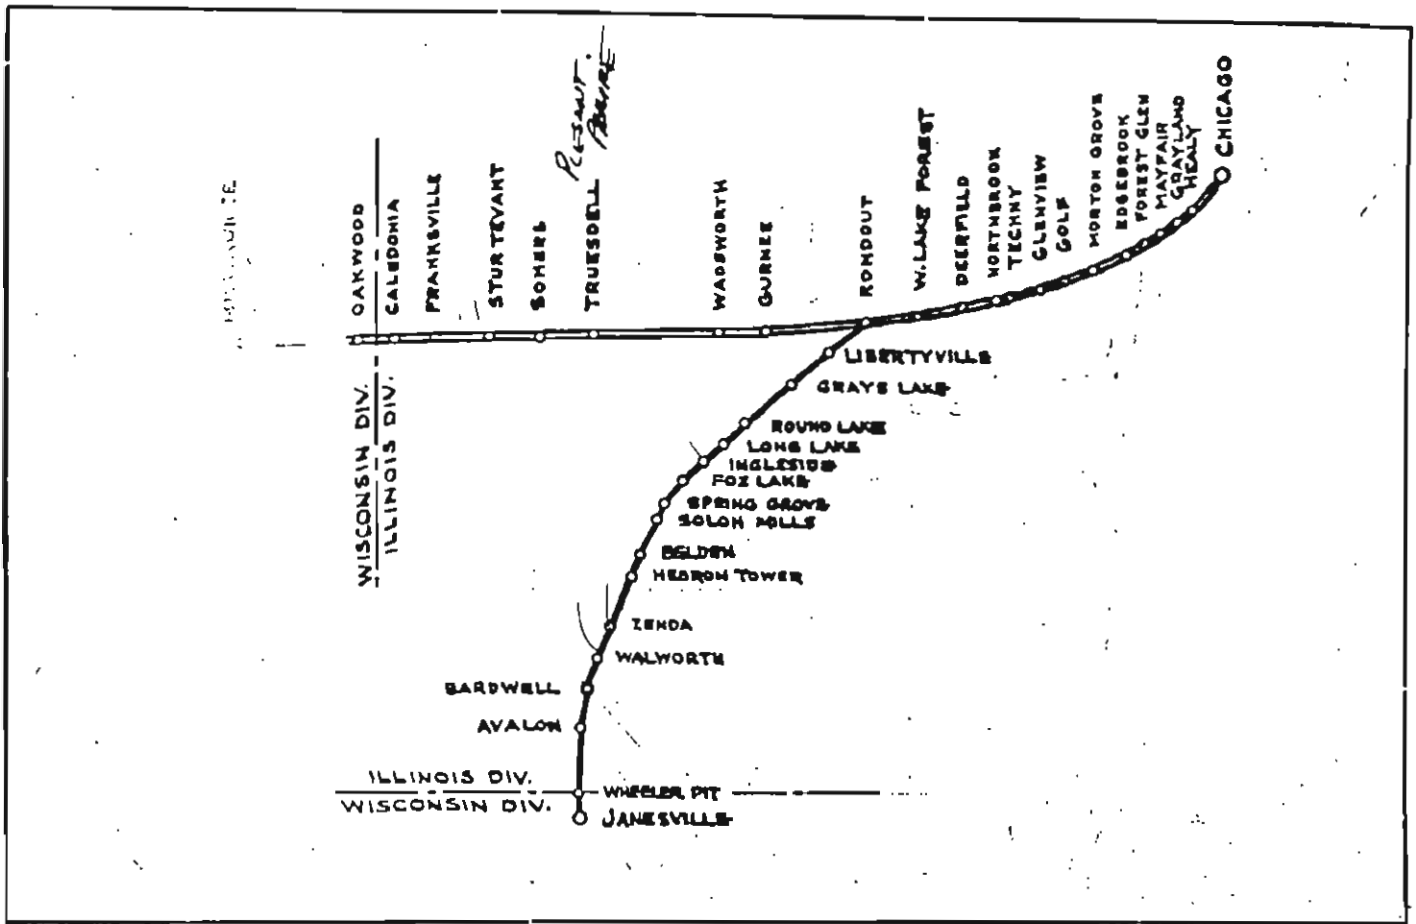 OAKWOOD
CALEDONIA
FRANKSVILLE
STURTEVANT
SOMERS
TRUESDELL
WADSWORTH
GURNEE
RONDOUT
W. LAKE FOREST
DEERFIELD
NORTHBROOK
TECHNY
GLENVIEW
GOLF
MORTON GROVE
EDGEBROOK
FOREST GLEN
MAYFAIR
GRAYLAND
HEALY
CHICAGO
WISCONSIN DIV.
ILLINOIS DIV.
LIBERTYVILLE
GRAYS LAKE
ROUND LAKE
LONG LAKE
INGLESIDE
FOX LAKE
SPRING GROVE
SOLON MILLS
BELDEN
HEBRON TOWER
ZENDA
WALWORTH
BARDWELL
AVALON
ILLINOIS DIV.
WISCONSIN DIV.
WHEELER PIT
JANESVILLE